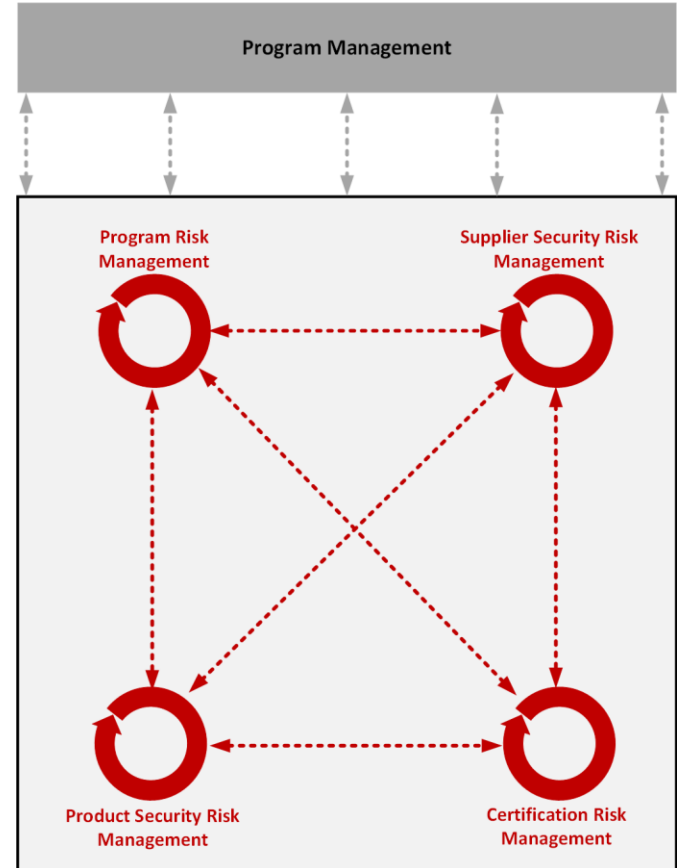 Program Management
Program Risk
Management
Supplier Security Risk
Management
Product Security Risk
Management
Certification Risk
Management